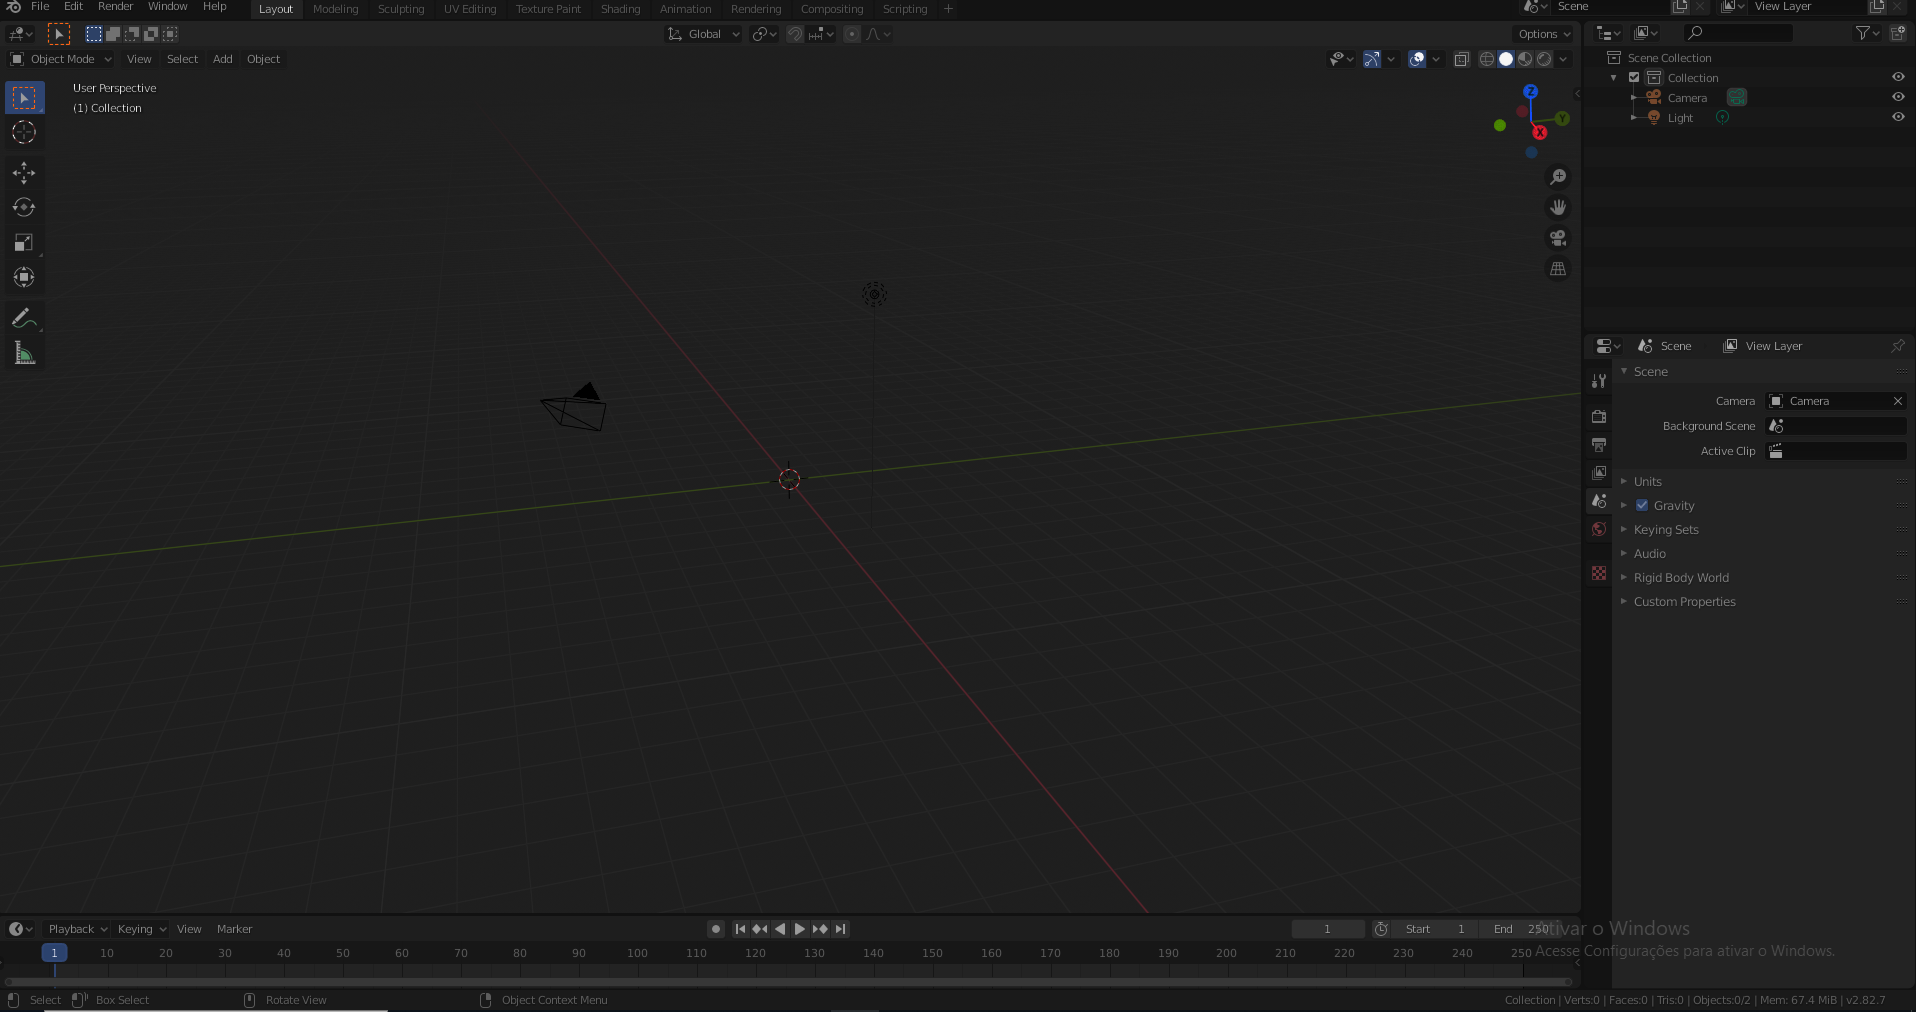 File Edit Render Window Help Layout Modeling Sculpting UV Editing Texture Paint Shading Animation Rendering Compositing Scripting + Scene View Layer
Global Options
Object Mode View Select Add Object
User Perspective
(1) Collection
Z
Y
X
Scene Collection
Collection
Camera
Light
Scene View Layer
Scene
Camera Camera
Background Scene
Active Clip
Units
Gravity
Keying Sets
Audio
Rigid Body World
Custom Properties
Playback Keying View Marker 1 Start 1 End 250
1 10 20 30 40 50 60 70 80 90 100 110 120 130 140 150 160 170 180 190 200 210 220 230 240 250
Ativar o Windows
Acesse Configurações para ativar o Windows.
Select Box Select Rotate View Object Context Menu Collection | Verts:0 | Faces:0 | Tris:0 | Objects:0/2 | Mem: 67.4 MiB | v2.82.7